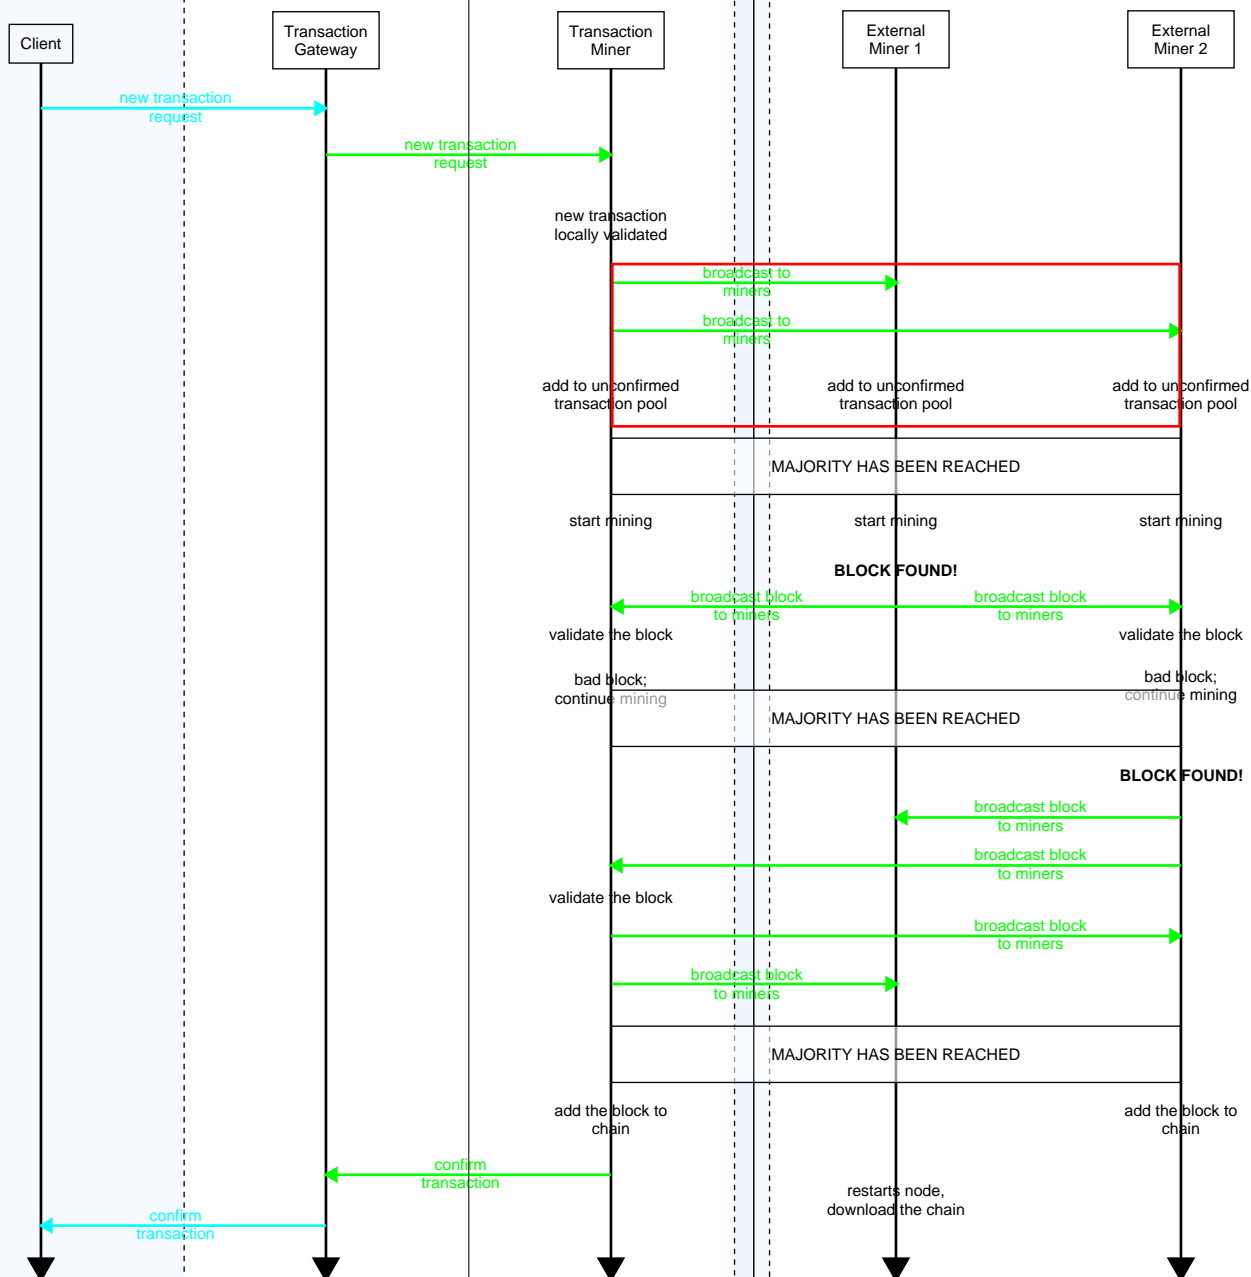 Client
Transaction
Gateway
Transaction
Miner
External
Miner 1
External
Miner 2
new transaction
request
new transaction
request
new transaction
locally validated
broadcast to
miners
broadcast to
miners
add to unconfirmed
transaction pool
add to unconfirmed
transaction pool
add to unconfirmed
transaction pool
MAJORITY HAS BEEN REACHED
start mining
start mining
start mining
BLOCK FOUND!
broadcast block
to miners
broadcast block
to miners
validate the block
validate the block
bad block;
continue mining
bad block;
continue mining
MAJORITY HAS BEEN REACHED
BLOCK FOUND!
broadcast block
to miners
broadcast block
to miners
validate the block
broadcast block
to miners
broadcast block
to miners
MAJORITY HAS BEEN REACHED
add the block to
chain
add the block to
chain
confirm
transaction
restarts node,
download the chain
confirm
transaction